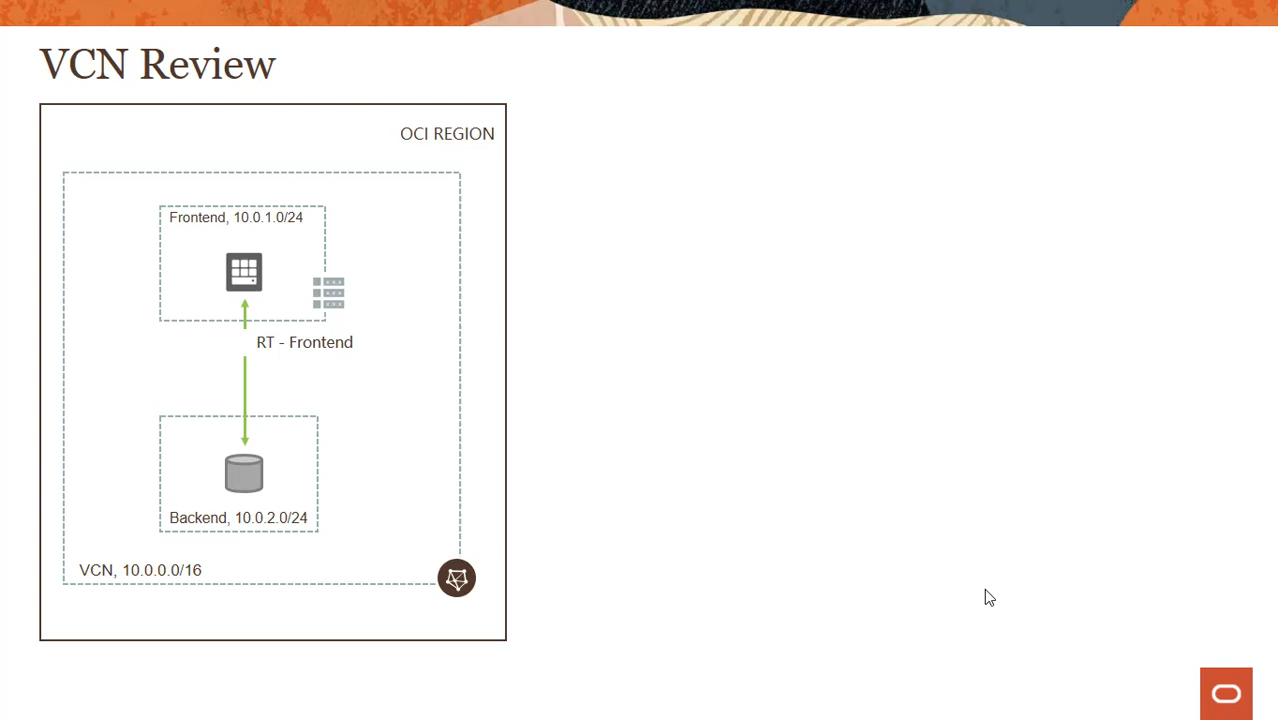 VCN Review
OCI REGION
Frontend, 10.0.1.0/24
RT - Frontend
Backend, 10.0.2.0/24
VCN, 10.0.0.0/16